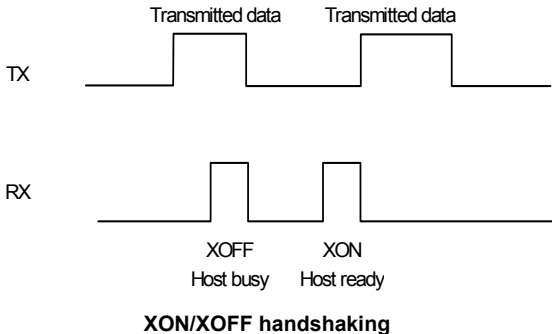 Transmitted data Transmitted data
TX
RX
XOFF XON
Host busy Host ready
XON/XOFF handshaking